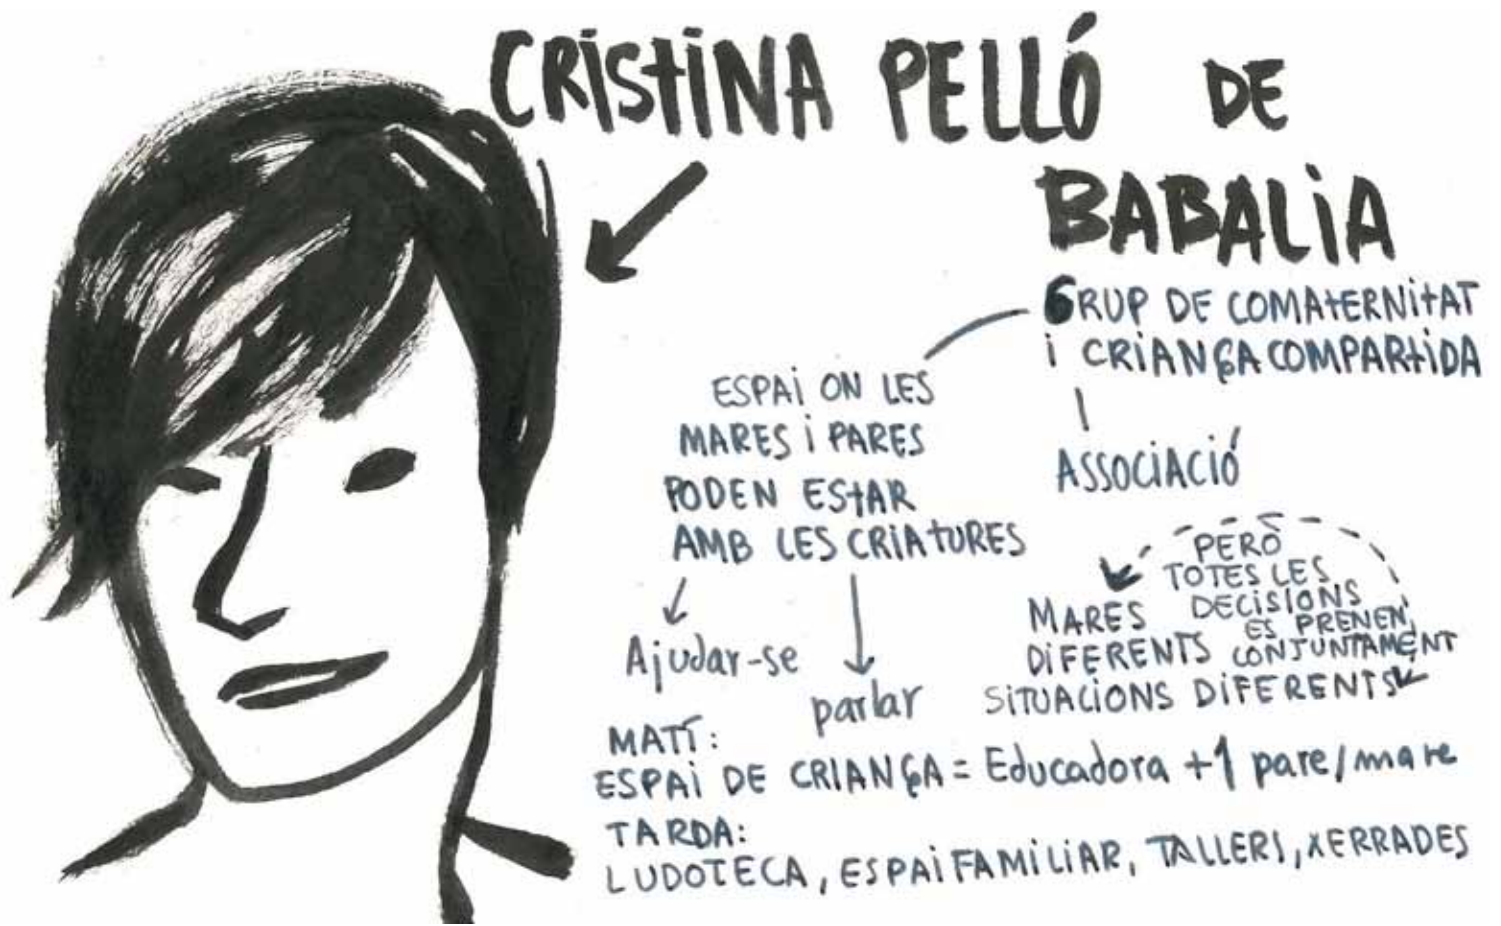 CRISTINA PELLÓ DE
BABALIA
GRUP DE COMATERNITAT
I CRIANÇA COMPARTIDA
ESPAI ON LES
MARES I PARES
PODEN ESTAR
AMB LES CRIATURES
Ajudar-se
parlar
ASSOCIACIÓ
MARES
DIFERENTS
SITUACIONS DIFERENTS
PERÒ
TOTES LES
DECISIONS
ES PRENEN
CONJUNTAMENT
MATÍ:
ESPAI DE CRIANÇA = Educadora +1 pare/mare
TARDA:
LUDOTECA, ESPAI FAMILIAR, TALLERS, XERRADES